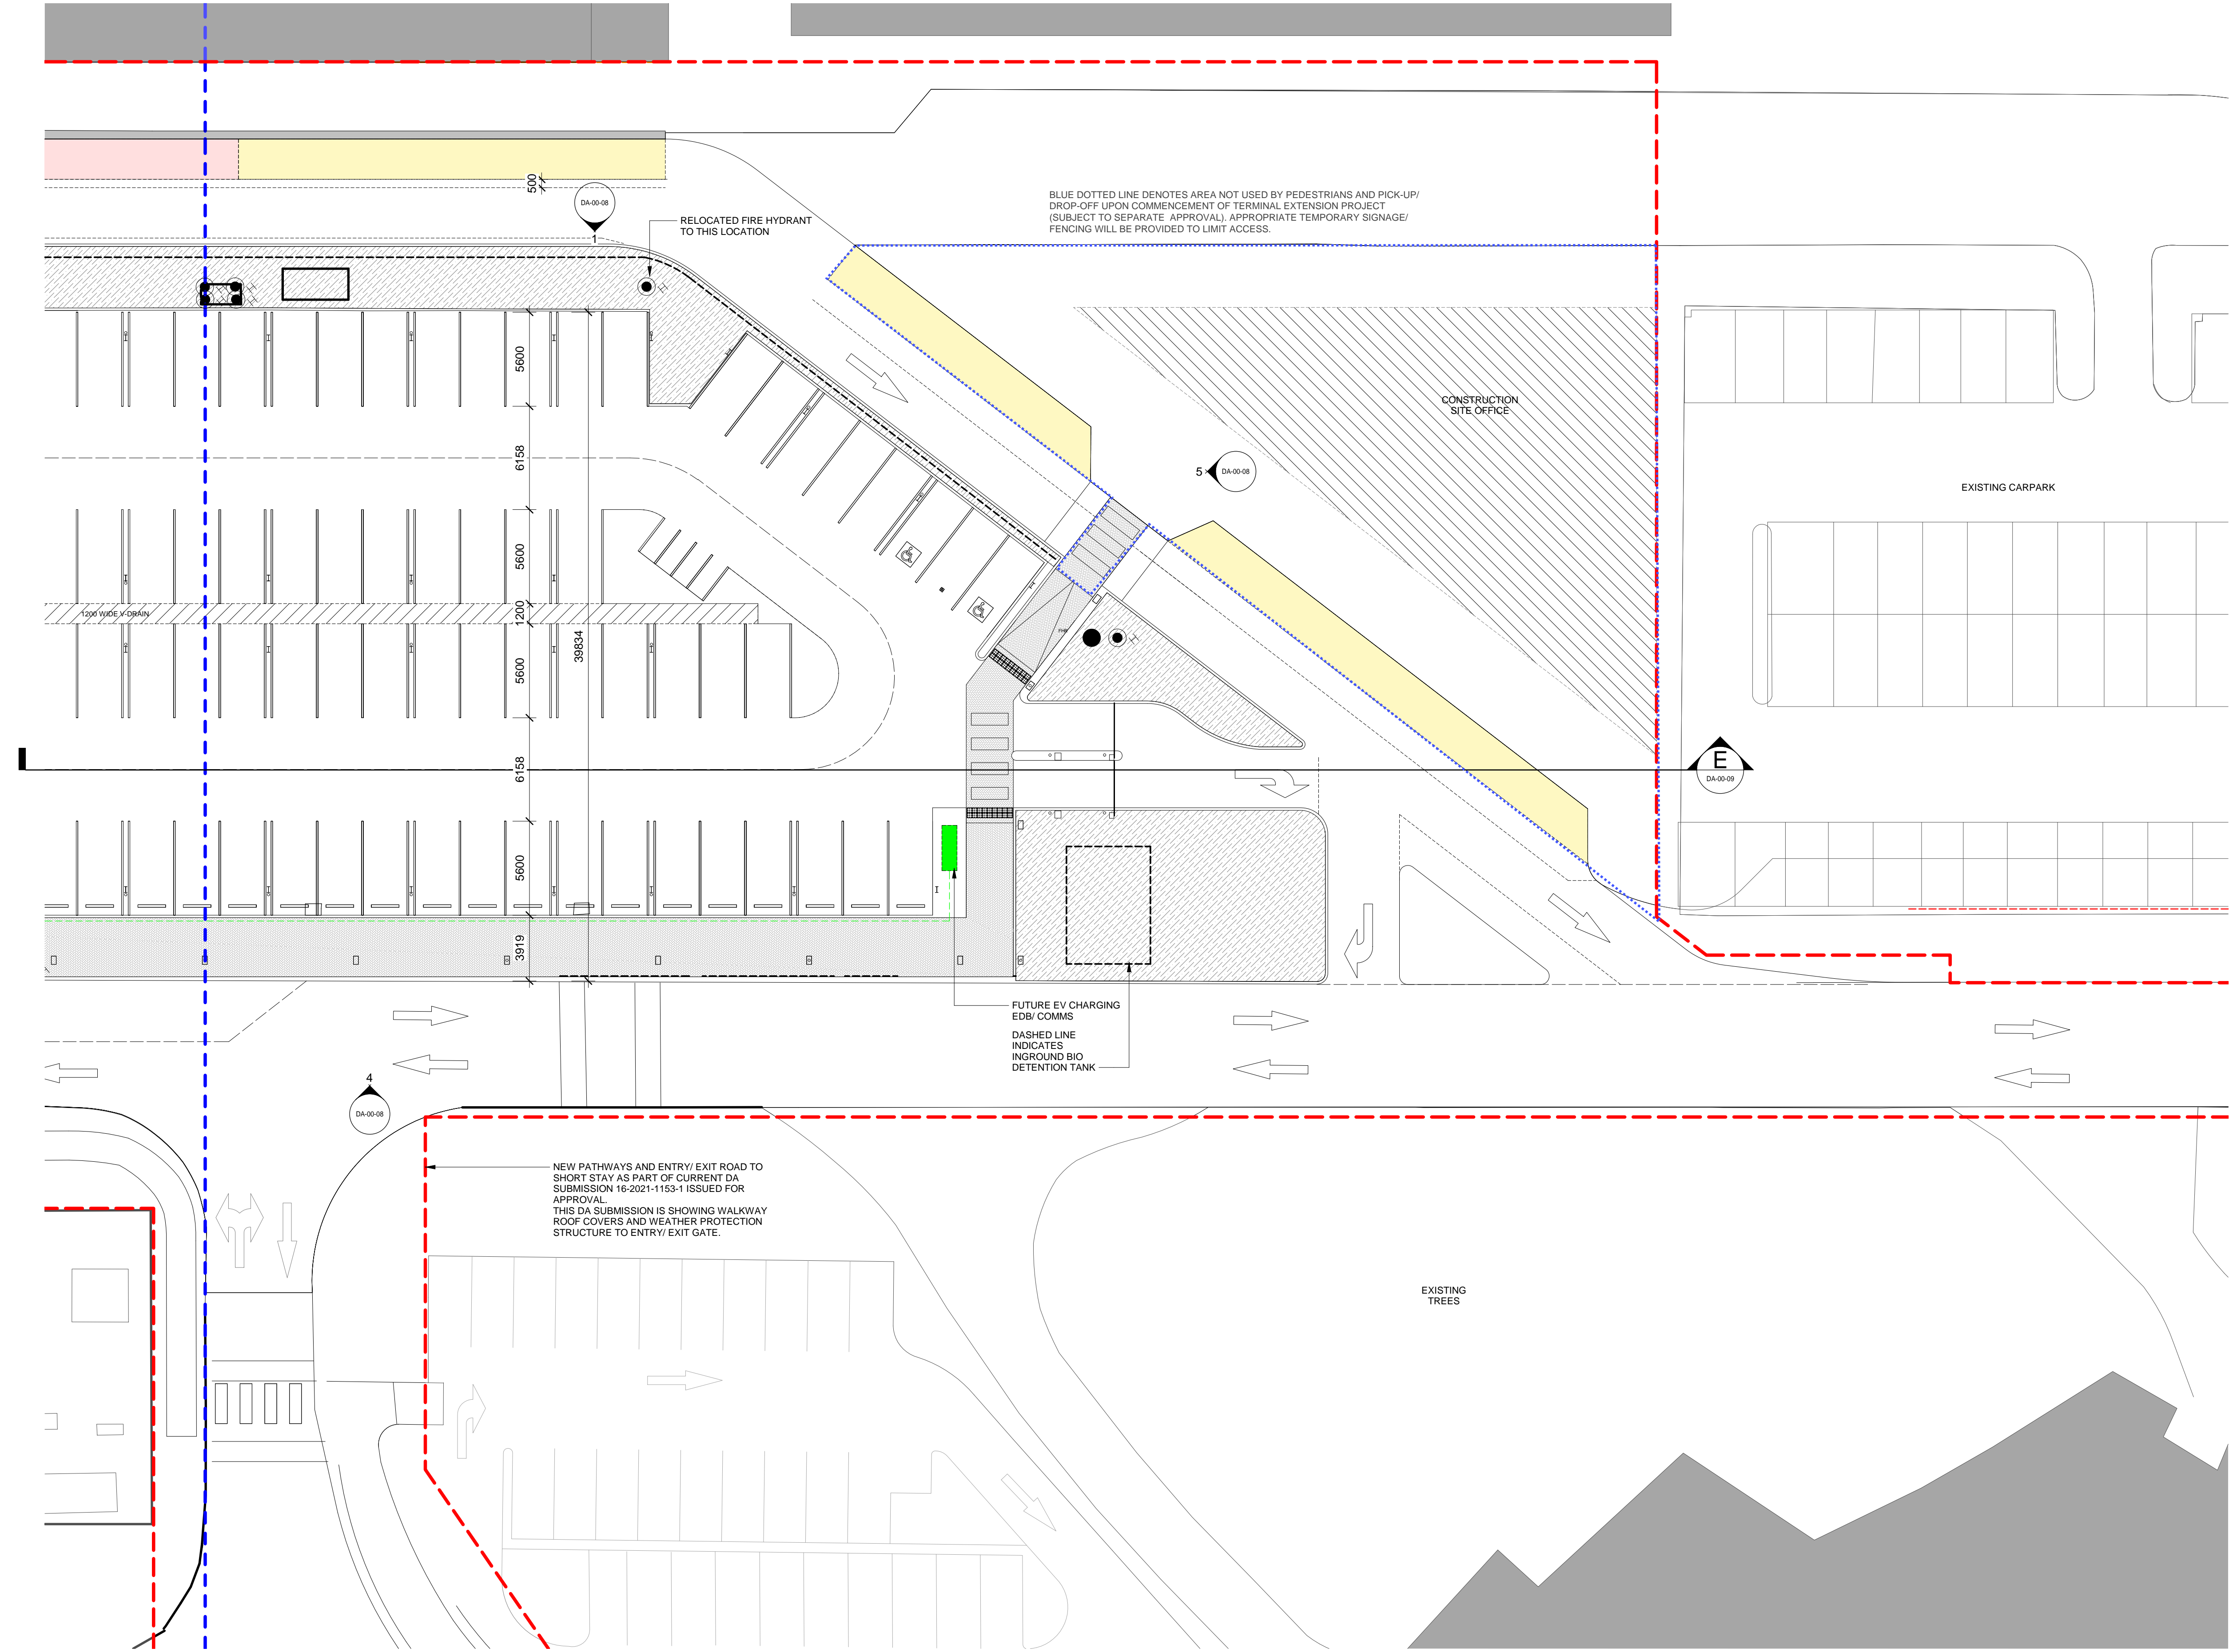 500
DA-00-08
1
RELOCATED FIRE HYDRANT
TO THIS LOCATION
BLUE DOTTED LINE DENOTES AREA NOT USED BY PEDESTRIANS AND PICK-UP/
DROP-OFF UPON COMMENCEMENT OF TERMINAL EXTENSION PROJECT
(SUBJECT TO SEPARATE APPROVAL). APPROPRIATE TEMPORARY SIGNAGE/
FENCING WILL BE PROVIDED TO LIMIT ACCESS.
5600
CONSTRUCTION
SITE OFFICE
6158
5 DA-00-08
EXISTING CARPARK
5600
1200 WIDE V-DRAIN
1200
39834
5600
6158
E
DA-00-09
5600
3919
FUTURE EV CHARGING
EDB/ COMMS
DASHED LINE
INDICATES
INGROUND BIO
DETENTION TANK
4
DA-00-08
NEW PATHWAYS AND ENTRY/ EXIT ROAD TO
SHORT STAY AS PART OF CURRENT DA
SUBMISSION 16-2021-1153-1 ISSUED FOR
APPROVAL.
THIS DA SUBMISSION IS SHOWING WALKWAY
ROOF COVERS AND WEATHER PROTECTION
STRUCTURE TO ENTRY/ EXIT GATE.
EXISTING
TREES